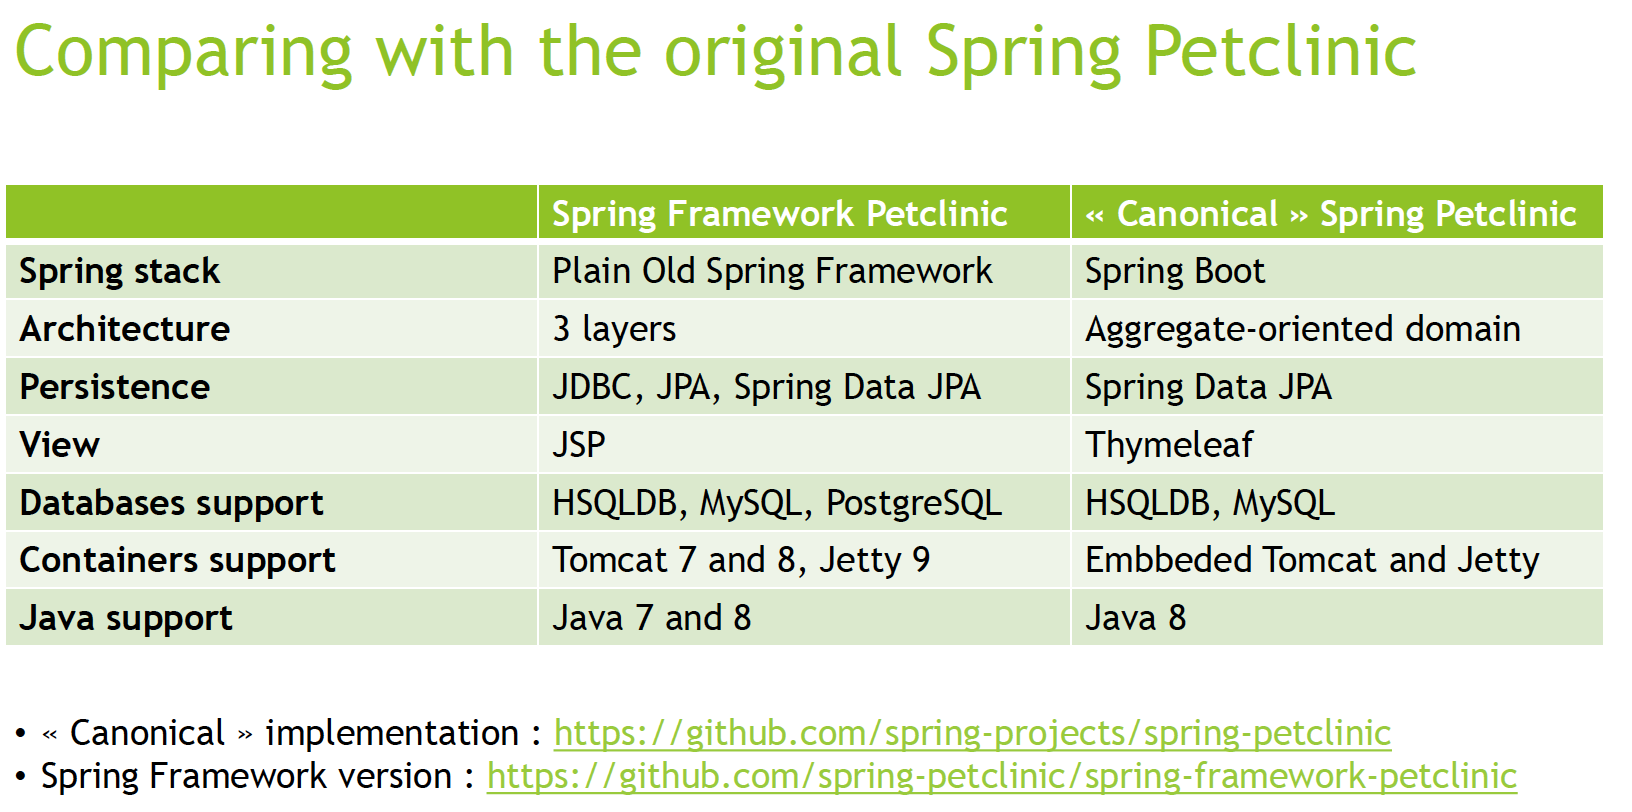 Comparing with the original Spring Petclinic
Spring Framework Petclinic « Canonical » Spring Petclinic
Spring stack Plain Old Spring Framework Spring Boot
Architecture 3 layers Aggregate-oriented domain
Persistence JDBC, JPA, Spring Data JPA Spring Data JPA
View JSP Thymeleaf
Databases support HSQLDB, MySQL, PostgreSQL HSQLDB, MySQL
Containers support Tomcat 7 and 8, Jetty 9 Embbeded Tomcat and Jetty
Java support Java 7 and 8 Java 8
• « Canonical » implementation : https://github.com/spring-projects/spring-petclinic
• Spring Framework version : https://github.com/spring-petclinic/spring-framework-petclinic